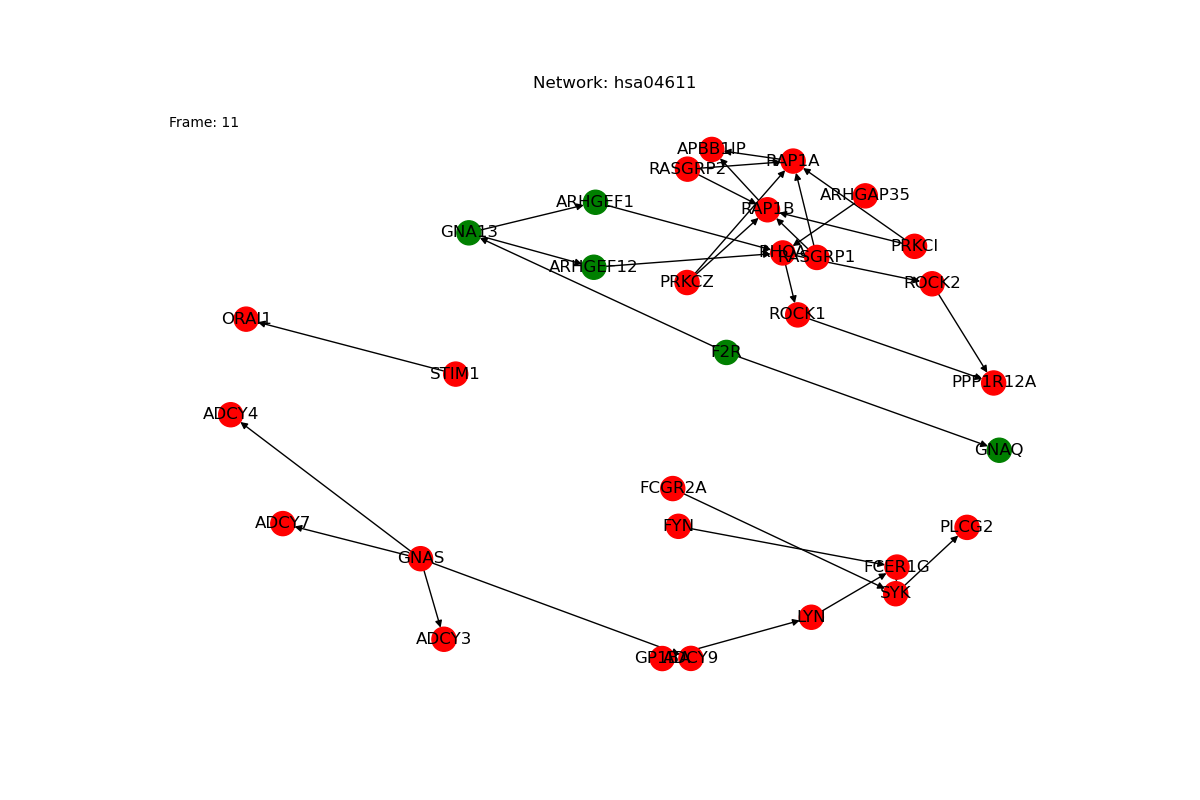 Network: hsa04611
Frame: 11
APBB1IP
RAP1A
RASGRP2
ARHGAP35
ARHGEF1
RAP1B
GNA13
PRKCI
RHOA
RASGRP1
ARHGEF12
PRKCZ
ROCK2
ROCK1
ORAI1
F2R
STIM1
PPP1R12A
ADCY4
GNAQ
FCGR2A
ADCY7
FYN
PLCG2
GNAS
FCER1G
SYK
LYN
ADCY3
ADCY9